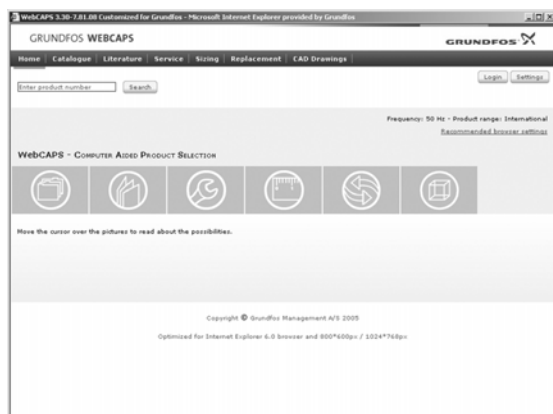 WebCAPS 3.30-7.01.08 Customized for Grundfos - Microsoft Internet Explorer provided by Grundfos
GRUNDFOS WEBCAPS
GRUNDFOS
Home Catalogue Literature Service Sizing Replacement CAD Drawings
Login Settings
Enter product number Search
Frequency: 50 Hz - Product range: International
Recommended browser settings
WebCAPS - Computer Aided Product Selection
Move the cursor over the pictures to read about the possibilities.
Copyright © Grundfos Management A/S 2005
Optimized for Internet Explorer 6.0 browser and 800*600px / 1024*768px